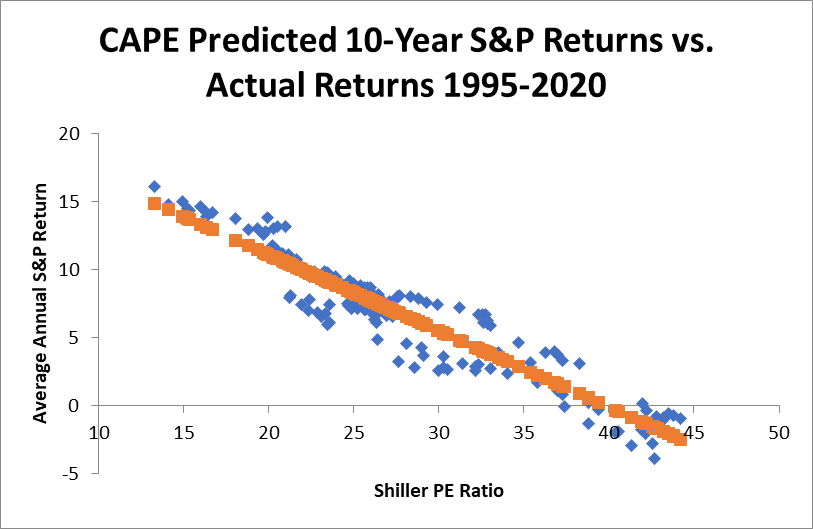 CAPE Predicted 10-Year S&P Returns vs.
Actual Returns 1995-2020
20
15
10
5
0
-5
Average Annual S&P Return
10 15 20 25 30 35 40 45 50
Shiller PE Ratio